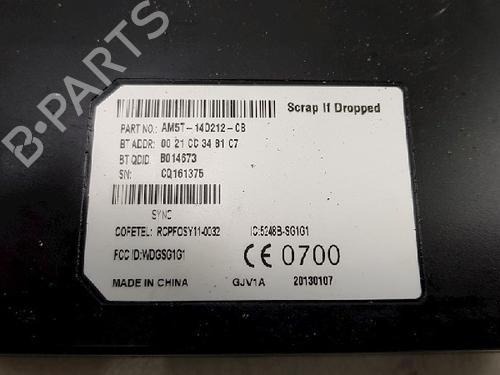 Scrap If Dropped
PART NO.: AM5T-14D212-CB
BT ADDR: 00 21 CC 34 B1 C7
BT QDID: B014673
SN: CQ161375
SYNC
COFETEL: RCPFOSY11-0032 IC:5248B-SG1G1
FCC ID:WDGSG1G1
CE 0700
MADE IN CHINA GJV1A 20130107
B-PARTS